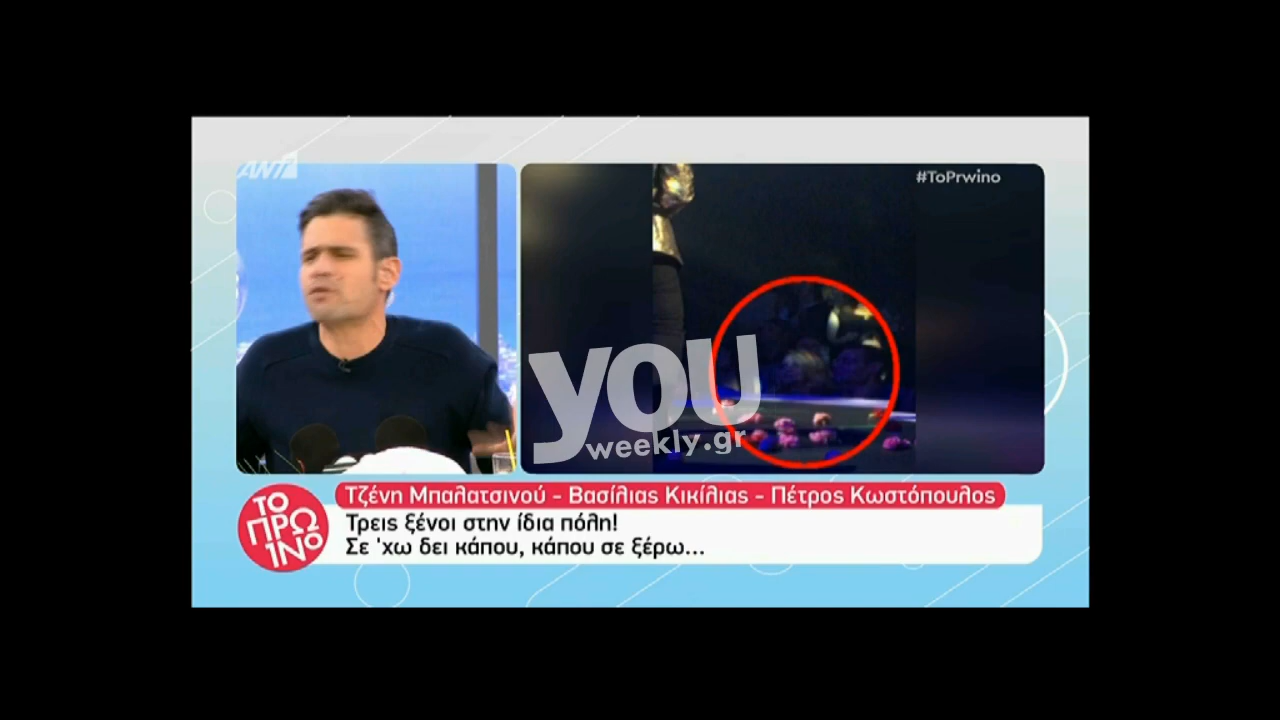 ANT1
#ToPrwino
YOU
weekly.gr
ΤΟ
ΠΡΩ
ΙΝΟ
Τζένη Μπαλατσινού - Βασίλιας Κικίλιας - Πέτρος Κωστόπουλος
Τρεις ξένοι στην ίδια πόλη!
Σε 'χω δει κάπου, κάπου σε ξέρω...